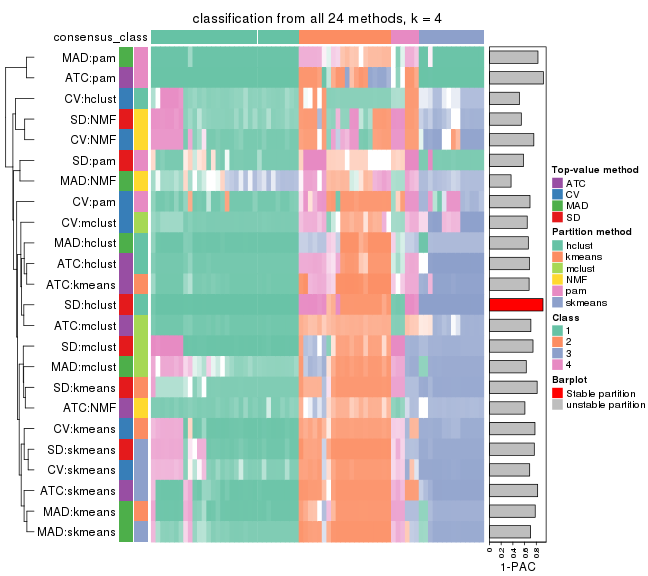 classification from all 24 methods, k = 4
consensus_class
MAD:pam
ATC:pam
CV:hclust
SD:NMF
CV:NMF
SD:pam
MAD:NMF
CV:pam
CV:mclust
MAD:hclust
ATC:hclust
ATC:kmeans
SD:hclust
ATC:mclust
SD:mclust
MAD:mclust
SD:kmeans
ATC:NMF
CV:kmeans
SD:skmeans
CV:skmeans
ATC:skmeans
MAD:kmeans
MAD:skmeans
0 0.2 0.4 0.6 0.8
1-PAC
Top-value method
ATC
CV
MAD
SD
Partition method
hclust
kmeans
mclust
NMF
pam
skmeans
Class
1
2
3
4
Barplot
Stable partition
unstable partition